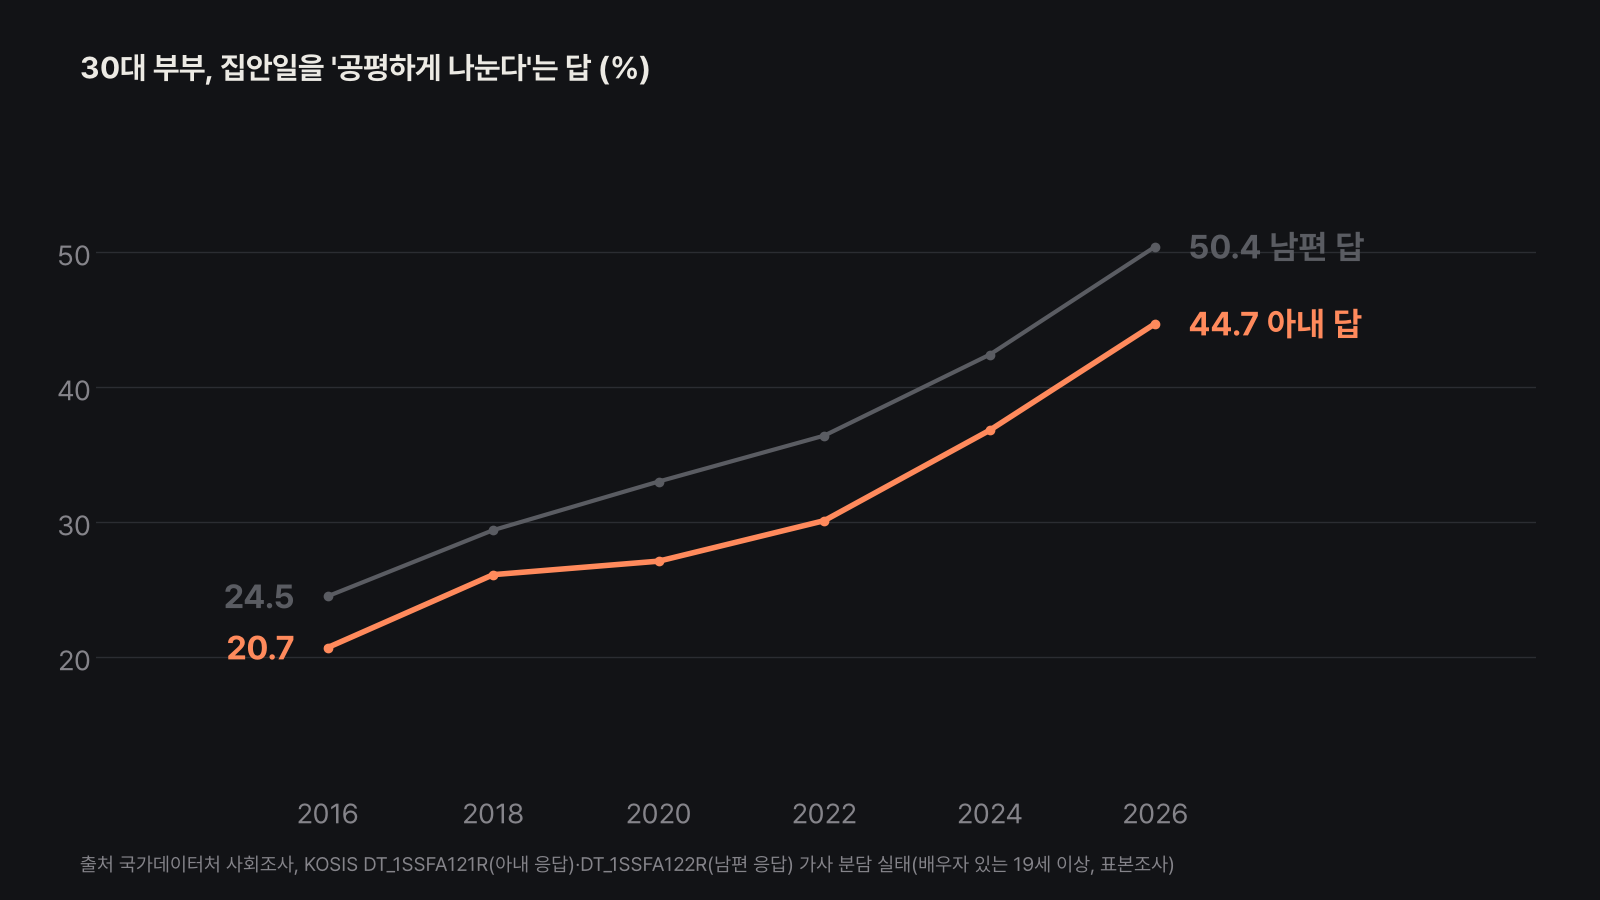 30대 부부, 집안일을 '공평하게 나눈다'는 답 (%)
50
50.4 남편 답
44.7 아내 답
40
30
24.5
20.7
20
2016 2018 2020 2022 2024 2026
출처 국가데이터처 사회조사, KOSIS DT_1SSFA121R(아내 응답)·DT_1SSFA122R(남편 응답) 가사 분담 실태(배우자 있는 19세 이상, 표본조사)